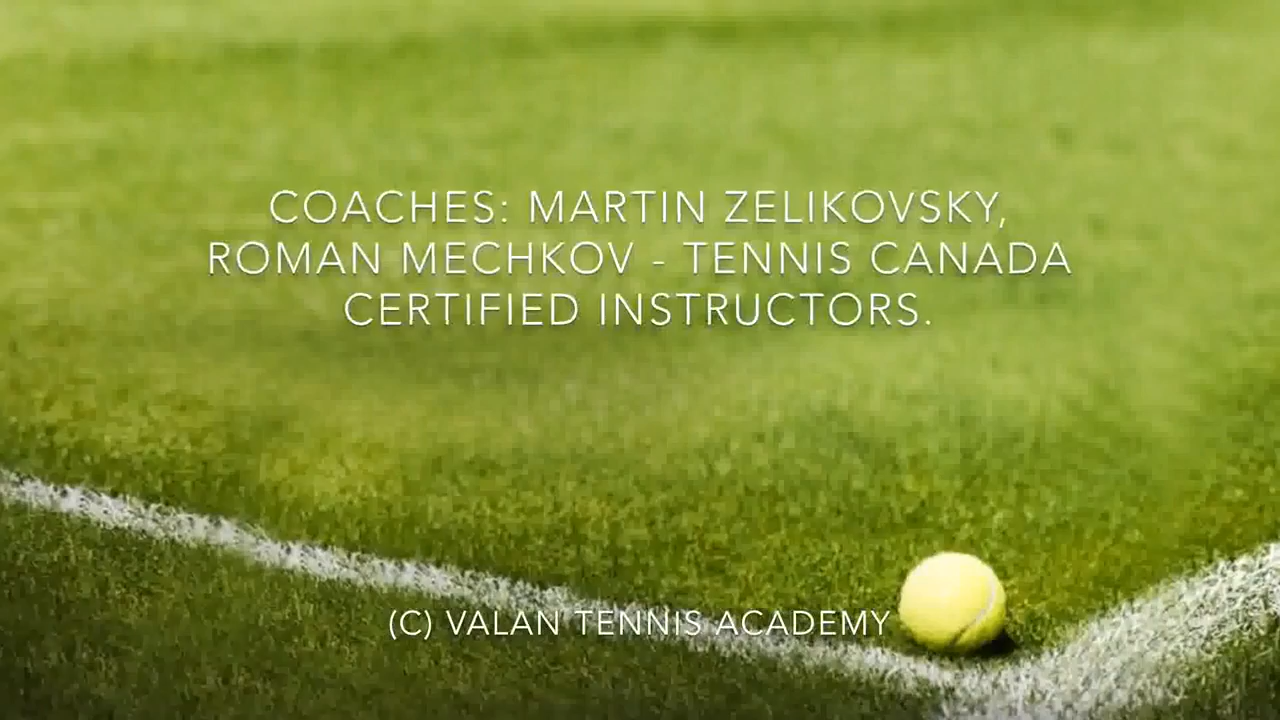 COACHES: MARTIN ZELIKOVSKY,
ROMAN MECHKOV - TENNIS CANADA
CERTIFIED INSTRUCTORS.
(C) VALAN TENNIS ACADEMY